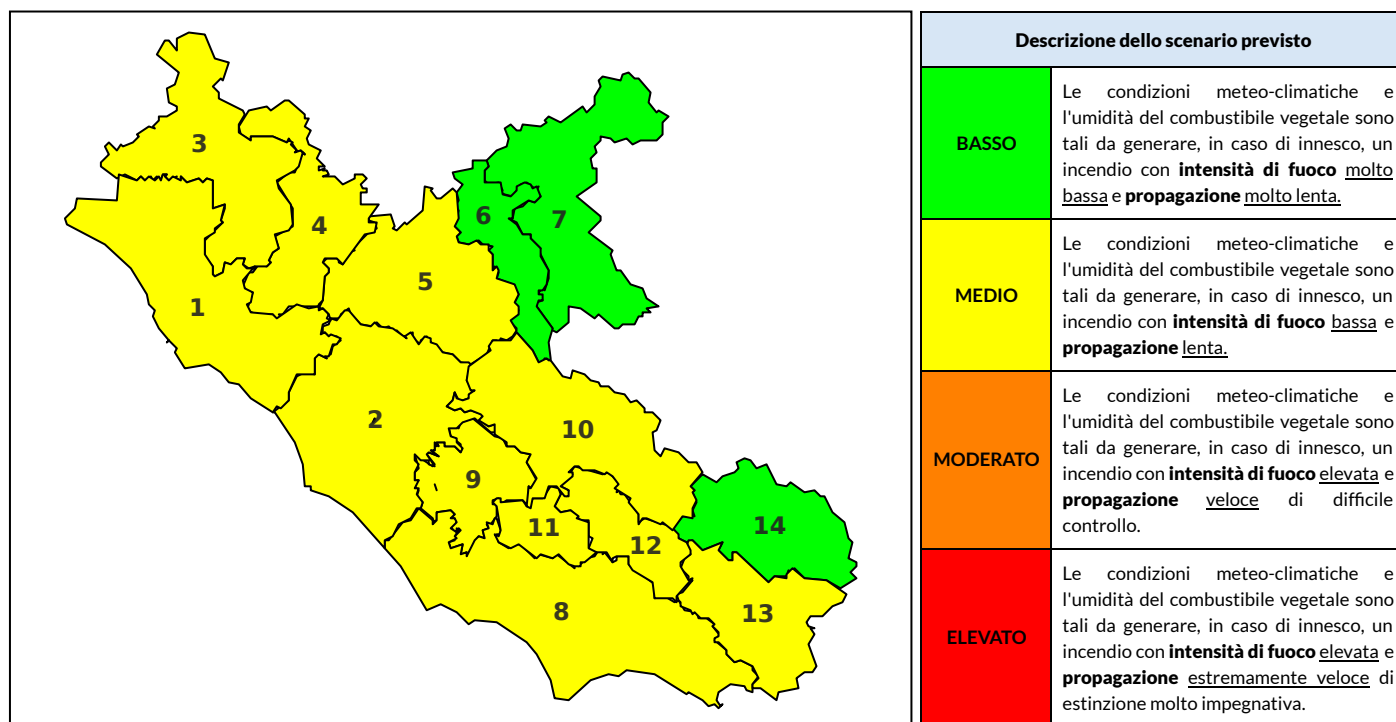 3
4
6
7
5
1
2
10
9
11
12
14
8
13
Descrizione dello scenario previsto
BASSO
Le condizioni meteo-climatiche e
l'umidità del combustibile vegetale sono
tali da generare, in caso di innesco, un
incendio con intensità di fuoco molto
bassa e propagazione molto lenta.
MEDIO
Le condizioni meteo-climatiche e
l'umidità del combustibile vegetale sono
tali da generare, in caso di innesco, un
incendio con intensità di fuoco bassa e
propagazione lenta.
MODERATO
Le condizioni meteo-climatiche e
l'umidità del combustibile vegetale sono
tali da generare, in caso di innesco, un
incendio con intensità di fuoco elevata e
propagazione veloce di difficile
controllo.
ELEVATO
Le condizioni meteo-climatiche e
l'umidità del combustibile vegetale sono
tali da generare, in caso di innesco, un
incendio con intensità di fuoco elevata e
propagazione estremamente veloce di
estinzione molto impegnativa.